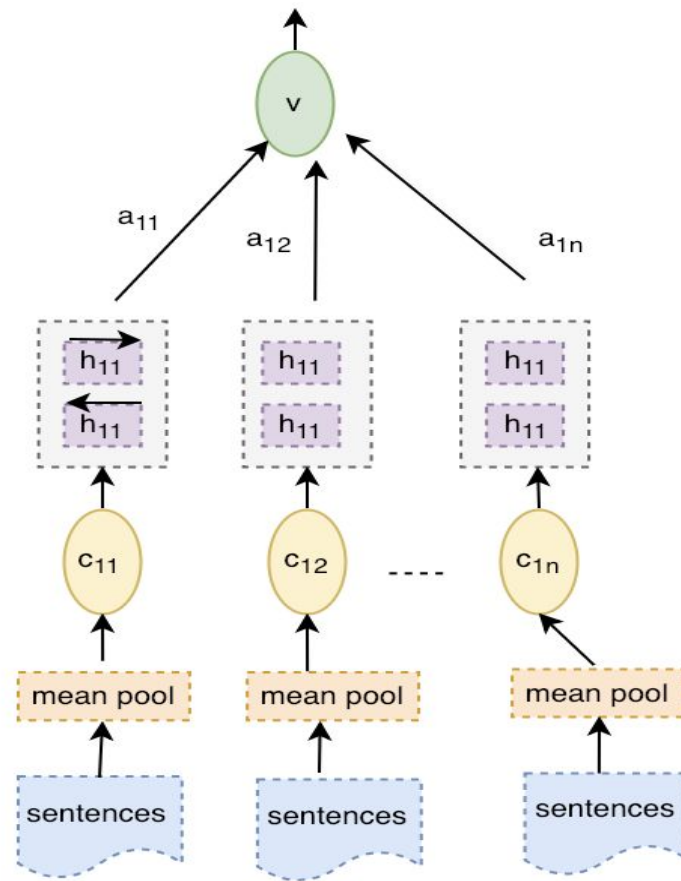 v
a₁₁ a₁₂ a₁ₙ
h₁₁ h₁₁ h₁₁
h₁₁ h₁₁ h₁₁
c₁₁ c₁₂ ---- c₁ₙ
mean pool mean pool mean pool
sentences sentences sentences